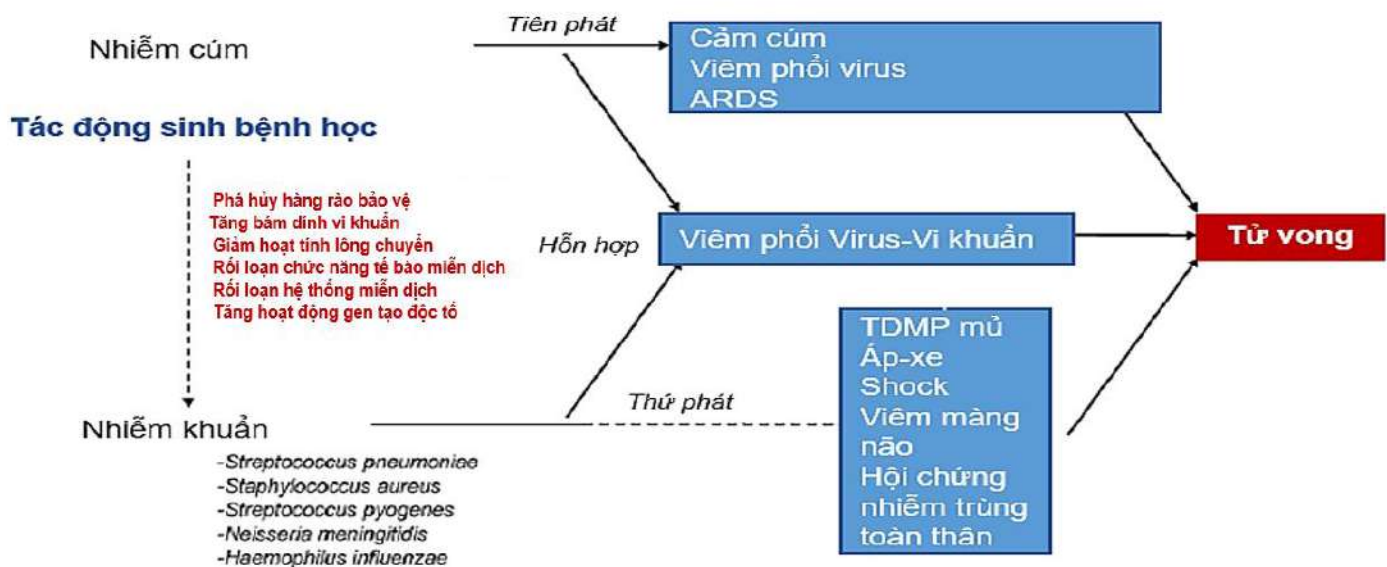 Tiên phát
Nhiễm cúm
Cảm cúm
Viêm phổi virus
ARDS
Tác động sinh bệnh học
Phá hủy hàng rào bảo vệ
Tăng bám dính vi khuẩn
Giảm hoạt tính lông chuyển
Rối loạn chức năng tế bào miễn dịch
Rối loạn hệ thống miễn dịch
Tăng hoạt động gen tạo độc tố
Hỗn hợp
Viêm phổi Virus-Vi khuẩn
Tử vong
Nhiễm khuẩn
-Streptococcus pneumoniae
-Staphylococcus aureus
-Streptococcus pyogenes
-Neisseria meningitidis
-Haemophilus influenzae
Thứ phát
TDMP mủ
Áp-xe
Shock
Viêm màng
não
Hội chứng
nhiễm trùng
toàn thân